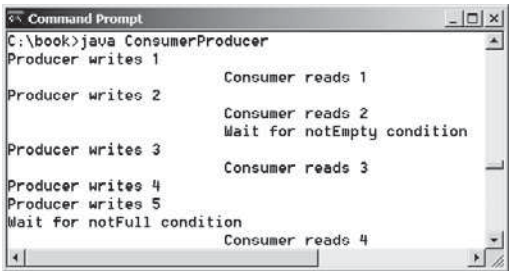 Command Prompt
C:\book>java ConsumerProducer
Producer writes 1
Consumer reads 1
Producer writes 2
Consumer reads 2
Wait for notEmpty condition
Producer writes 3
Consumer reads 3
Producer writes 4
Producer writes 5
Wait for notFull condition
Consumer reads 4